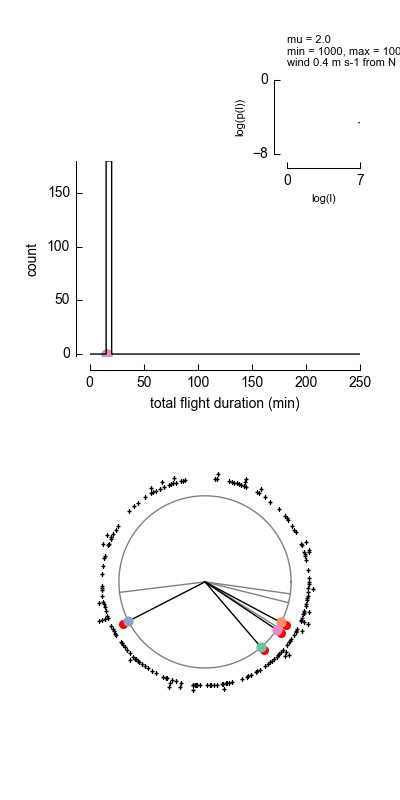 mu = 2.0
min = 1000, max = 100
wind 0.4 m s-1 from N
0
log(p(l))
−8
0 7
log(l)
150
100
count
50
0
0 50 100 150 200 250
total flight duration (min)